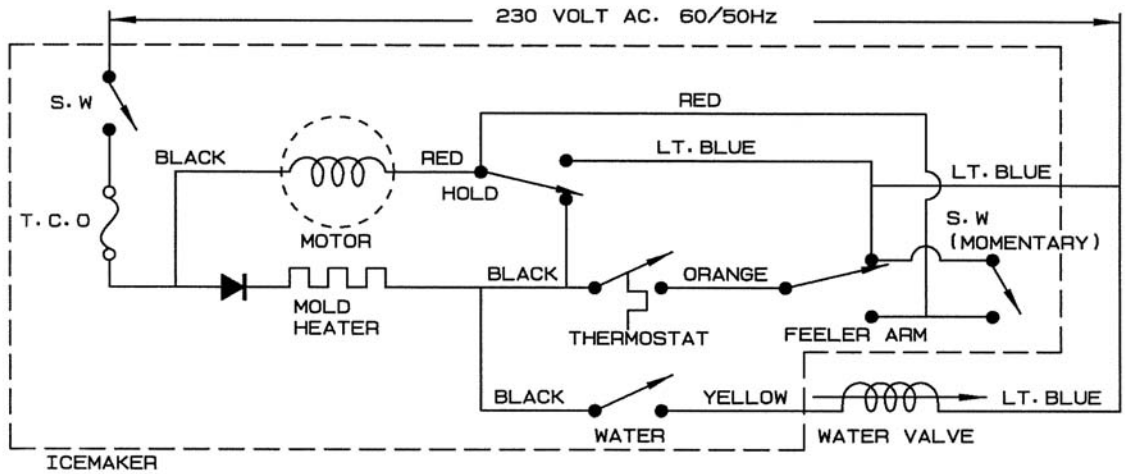 230 VOLT AC. 60/50Hz
S.W
RED
BLACK
RED
LT.BLUE
LT.BLUE
HOLD
T.C.O
S.W
(MOMENTARY)
MOTOR
BLACK
ORANGE
MOLD
HEATER
THERMOSTAT
FEELER ARM
BLACK
YELLOW
LT.BLUE
WATER
WATER VALVE
ICEMAKER